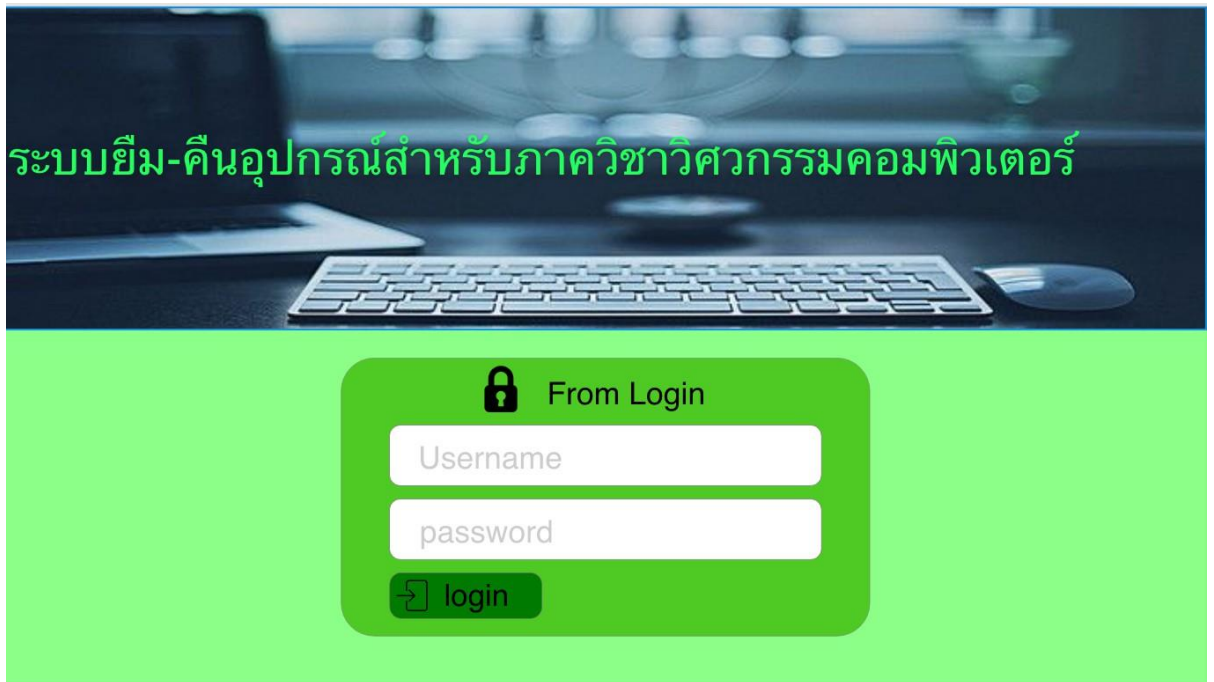 ระบบยืม-คืนอุปกรณ์สำหรับภาควิชาวิศวกรรมคอมพิวเตอร์
From Login
Username
password
login